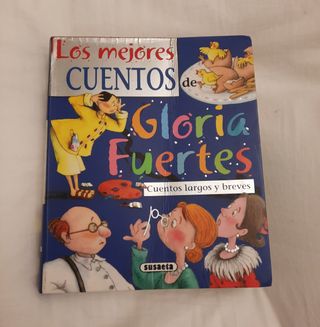 Los mejores
CUENTOS de
Gloria
Fuertes
Cuentos largos y breves
susaeta